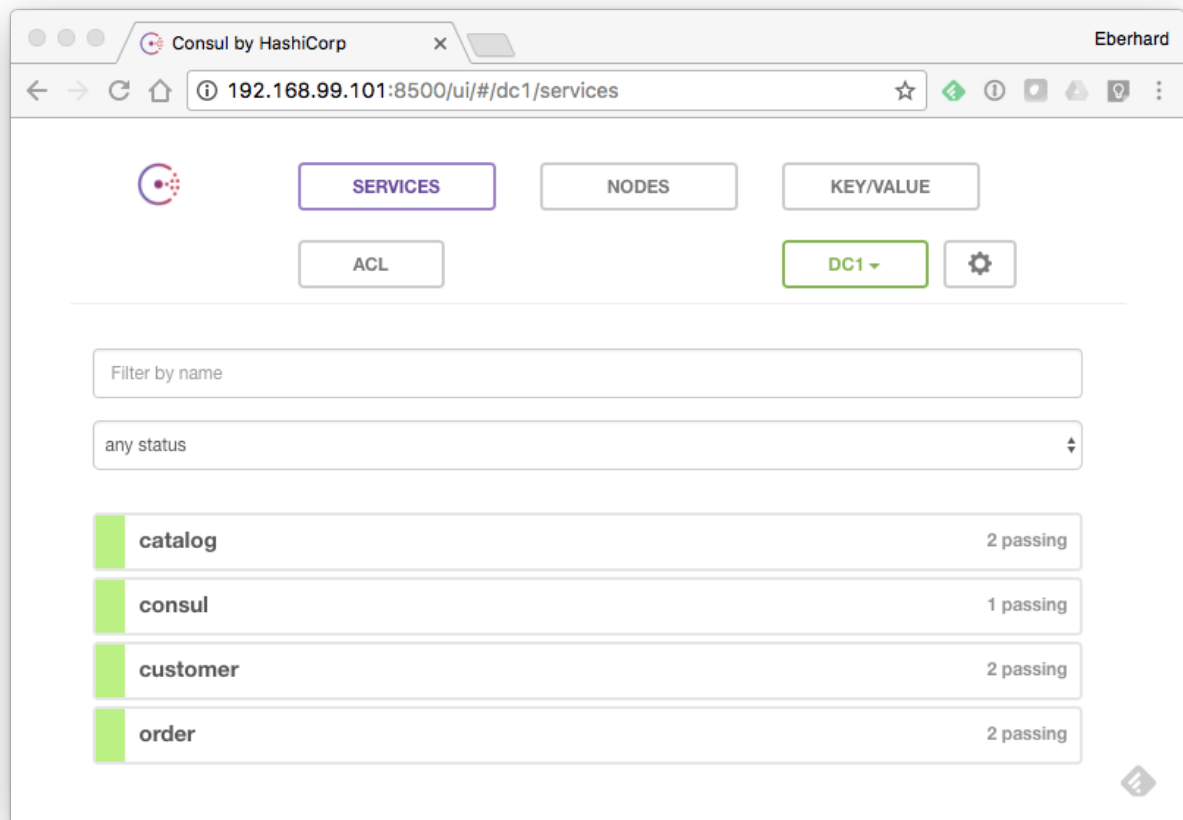 Consul by HashiCorp
Eberhard
192.168.99.101:8500/ui/#/dc1/services
SERVICES NODES KEY/VALUE
ACL DC1
Filter by name
any status
catalog 2 passing
consul 1 passing
customer 2 passing
order 2 passing